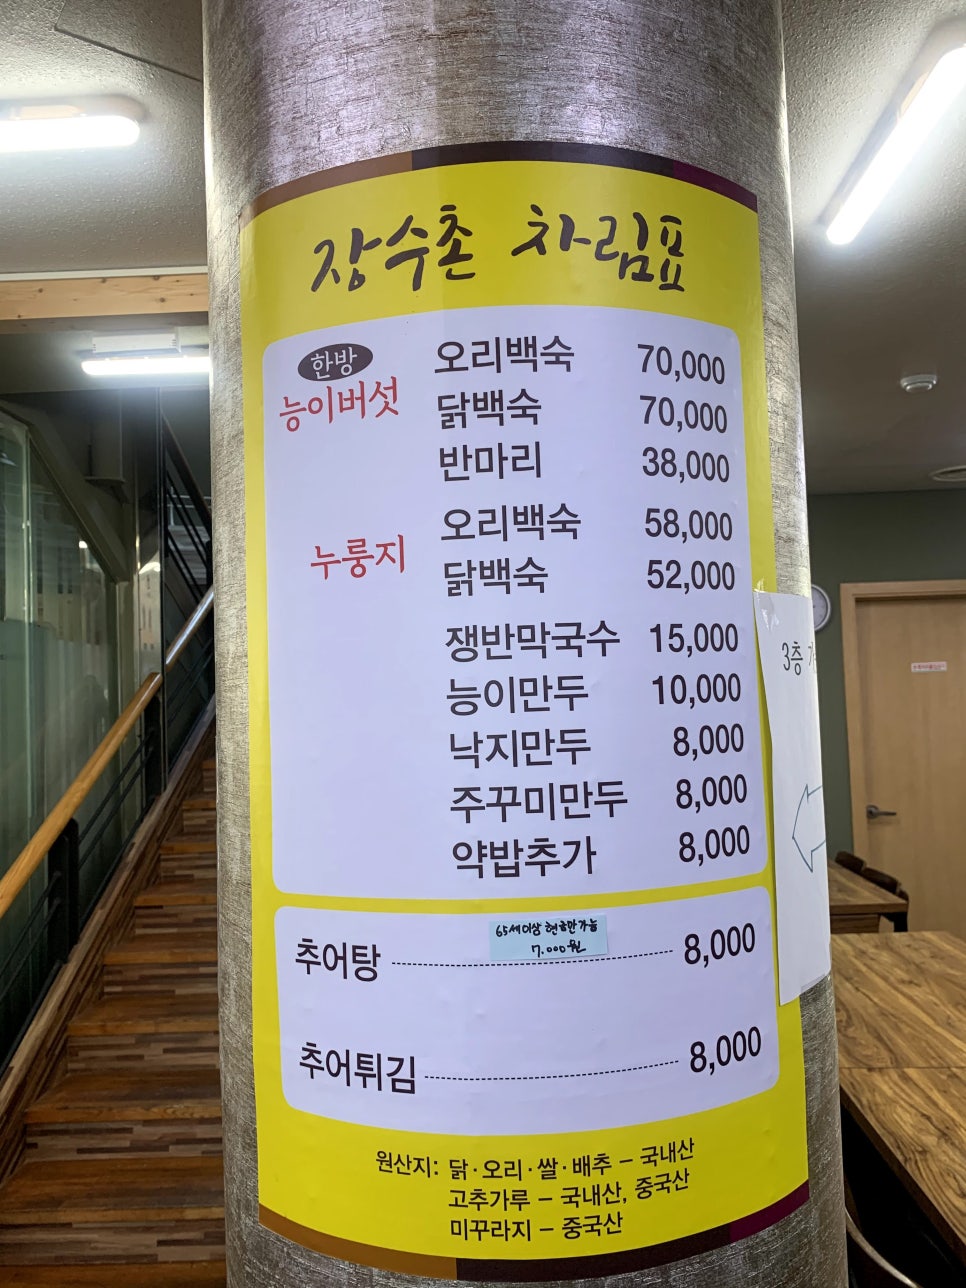 장수촌 차림표
한방
능이버섯
오리백숙 70,000
닭백숙 70,000
반마리 38,000
누룽지
오리백숙 58,000
닭백숙 52,000
쟁반막국수 15,000
능이만두 10,000
낙지만두 8,000
주꾸미만두 8,000
약밥추가 8,000
65세이상 현금만가능
7,000원
추어탕 8,000
추어튀김 8,000
원산지: 닭·오리·쌀·배추 – 국내산
고추가루 – 국내산, 중국산
미꾸라지 – 중국산
3층